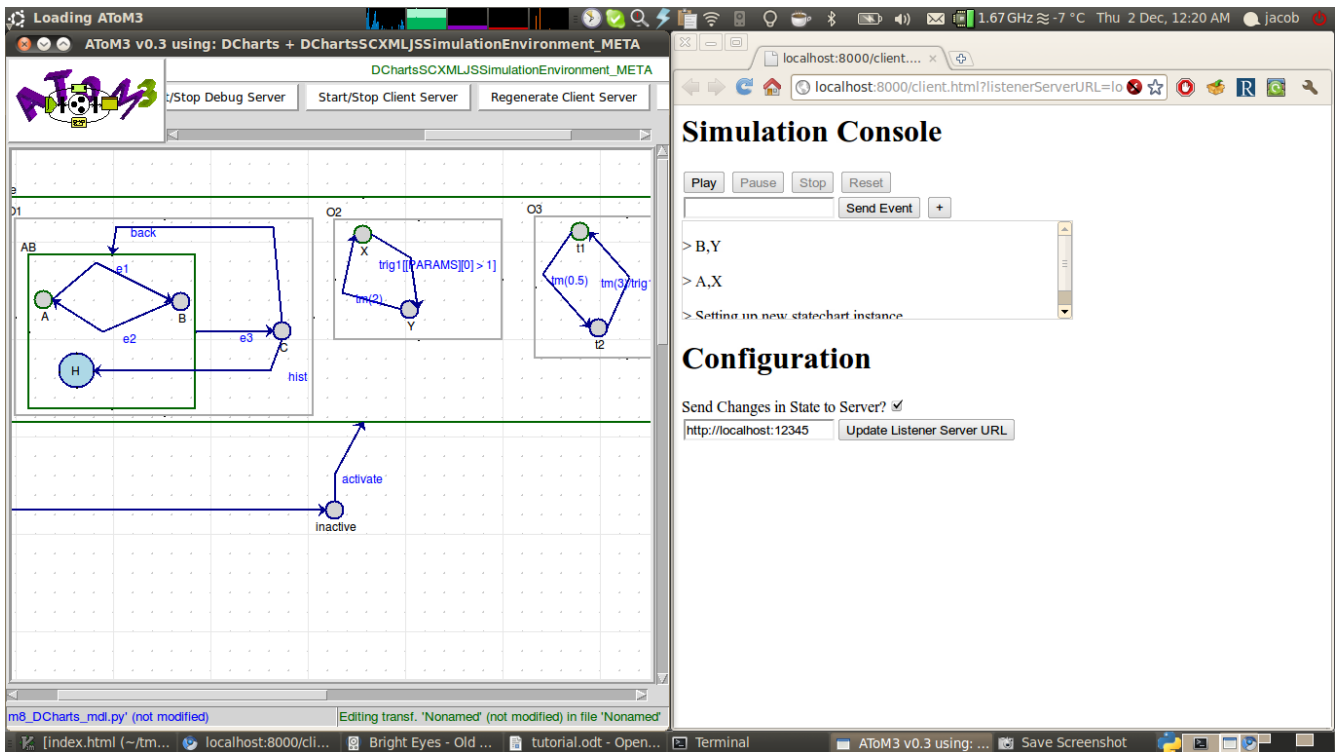 Loading AToM3
1.67 GHz ≈ -7 °C Thu 2 Dec, 12:20 AM jacob
AToM3 v0.3 using: DCharts + DChartsSCXMLJSSimulationEnvironment_META
DChartsSCXMLJSSimulationEnvironment_META
:/Stop Debug Server
Start/Stop Client Server
Regenerate Client Server
O1
O2
O3
AB
back
e1
A
B
e2
e3
C
H
hist
X
trig1[[PARAMS][0] > 1]
tm(2)
Y
t1
tm(0.5)
tm(3)/trig
t2
activate
inactive
m8_DCharts_mdl.py' (not modified)
Editing transf. 'Nonamed' (not modified) in file 'Nonamed'
localhost:8000/client....
localhost:8000/client.html?listenerServerURL=lo
Simulation Console
Play Pause Stop Reset
Send Event +
> B,Y
> A,X
> Setting up new statechart instance
Configuration
Send Changes in State to Server?
http://localhost:12345 Update Listener Server URL
[index.html (~/tm... localhost:8000/cli... Bright Eyes - Old ... tutorial.odt - Open... Terminal AToM3 v0.3 using: ... Save Screenshot